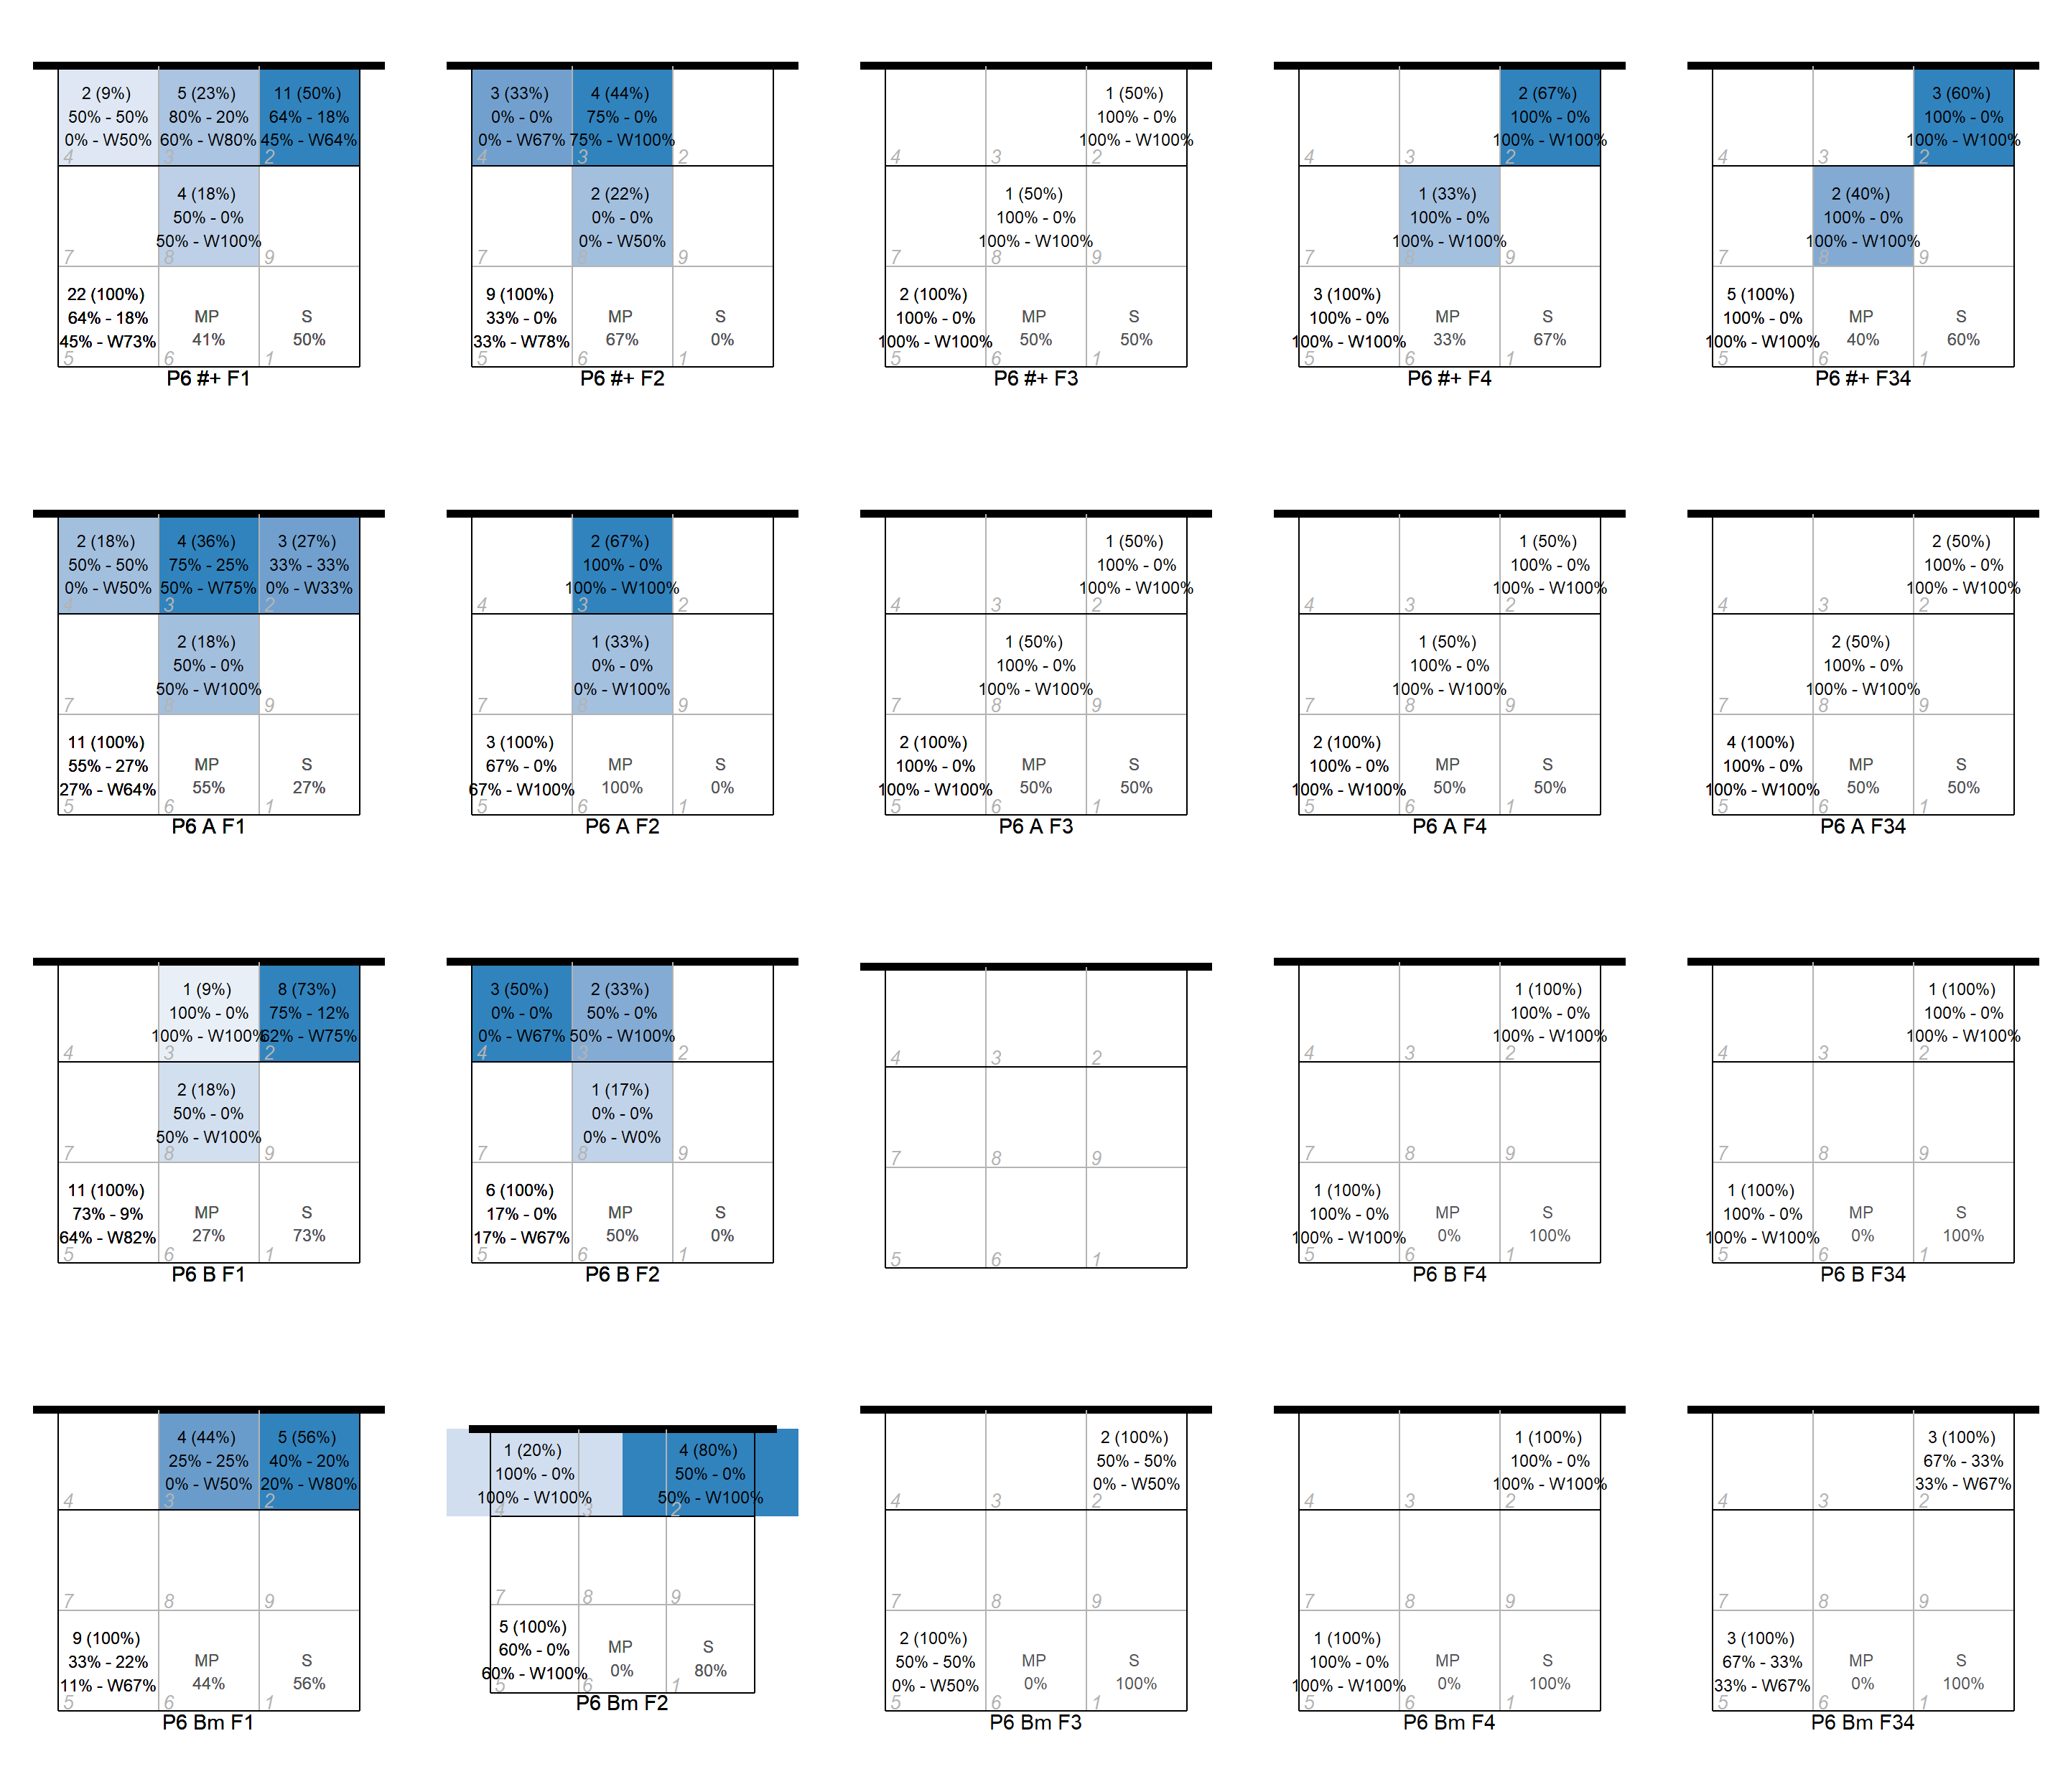 2 (9%) 5 (23%) 11 (50%)
50% - 50% 80% - 20% 64% - 18%
0% - W50% 60% - W80% 45% - W64%
4 3 2
4 (18%)
50% - 0%
50% - W100%
7 8 9
22 (100%)
64% - 18% MP S
45% - W73% 41% 50%
5 6 1
P6 #+ F1
3 (33%) 4 (44%)
0% - 0% 75% - 0%
0% - W67% 75% - W100%
4 3 2
2 (22%)
0% - 0%
0% - W50%
7 8 9
9 (100%)
33% - 0% MP S
33% - W78% 67% 0%
5 6 1
P6 #+ F2
1 (50%)
100% - 0%
100% - W100%
4 3 2
1 (50%)
100% - 0%
100% - W100%
7 8 9
2 (100%)
100% - 0% MP S
100% - W100% 50% 50%
5 6 1
P6 #+ F3
2 (67%)
100% - 0%
100% - W100%
4 3 2
1 (33%)
100% - 0%
100% - W100%
7 8 9
3 (100%)
100% - 0% MP S
100% - W100% 33% 67%
5 6 1
P6 #+ F4
3 (60%)
100% - 0%
100% - W100%
4 3 2
2 (40%)
100% - 0%
100% - W100%
7 8 9
5 (100%)
100% - 0% MP S
100% - W100% 40% 60%
5 6 1
P6 #+ F34
2 (18%) 4 (36%) 3 (27%)
50% - 50% 75% - 25% 33% - 33%
0% - W50% 50% - W75% 0% - W33%
4 3 2
2 (18%)
50% - 0%
50% - W100%
7 8 9
11 (100%)
55% - 27% MP S
27% - W64% 55% 27%
5 6 1
P6 A F1
2 (67%)
100% - 0%
100% - W100%
4 3 2
1 (33%)
0% - 0%
0% - W100%
7 8 9
3 (100%)
67% - 0% MP S
67% - W100% 100% 0%
5 6 1
P6 A F2
1 (50%)
100% - 0%
100% - W100%
4 3 2
1 (50%)
100% - 0%
100% - W100%
7 8 9
2 (100%)
100% - 0% MP S
100% - W100% 50% 50%
5 6 1
P6 A F3
1 (50%)
100% - 0%
100% - W100%
4 3 2
1 (50%)
100% - 0%
100% - W100%
7 8 9
2 (100%)
100% - 0% MP S
100% - W100% 50% 50%
5 6 1
P6 A F4
2 (50%)
100% - 0%
100% - W100%
4 3 2
2 (50%)
100% - 0%
100% - W100%
7 8 9
4 (100%)
100% - 0% MP S
100% - W100% 50% 50%
5 6 1
P6 A F34
1 (9%) 8 (73%)
100% - 0% 75% - 12%
100% - W100% 62% - W75%
4 3 2
2 (18%)
50% - 0%
50% - W100%
7 8 9
11 (100%)
73% - 9% MP S
64% - W82% 27% 73%
5 6 1
P6 B F1
3 (50%) 2 (33%)
0% - 0% 50% - 0%
0% - W67% 50% - W100%
4 3 2
1 (17%)
0% - 0%
0% - W0%
7 8 9
6 (100%)
17% - 0% MP S
17% - W67% 50% 0%
5 6 1
P6 B F2
4 3 2
7 8 9
5 6 1
1 (100%)
100% - 0%
100% - W100%
4 3 2
7 8 9
1 (100%)
100% - 0% MP S
100% - W100% 0% 100%
5 6 1
P6 B F4
1 (100%)
100% - 0%
100% - W100%
4 3 2
7 8 9
1 (100%)
100% - 0% MP S
100% - W100% 0% 100%
5 6 1
P6 B F34
4 (44%) 5 (56%)
25% - 25% 40% - 20%
0% - W50% 20% - W80%
4 3 2
7 8 9
9 (100%)
33% - 22% MP S
11% - W67% 44% 56%
5 6 1
P6 Bm F1
1 (20%) 4 (80%)
100% - 0% 50% - 0%
100% - W100% 50% - W100%
4 3 2
7 8 9
5 (100%)
60% - 0% MP S
60% - W100% 0% 80%
5 6 1
P6 Bm F2
2 (100%)
50% - 50%
0% - W50%
4 3 2
7 8 9
2 (100%)
50% - 50% MP S
0% - W50% 0% 100%
5 6 1
P6 Bm F3
1 (100%)
100% - 0%
100% - W100%
4 3 2
7 8 9
1 (100%)
100% - 0% MP S
100% - W100% 0% 100%
5 6 1
P6 Bm F4
3 (100%)
67% - 33%
33% - W67%
4 3 2
7 8 9
3 (100%)
67% - 33% MP S
33% - W67% 0% 100%
5 6 1
P6 Bm F34